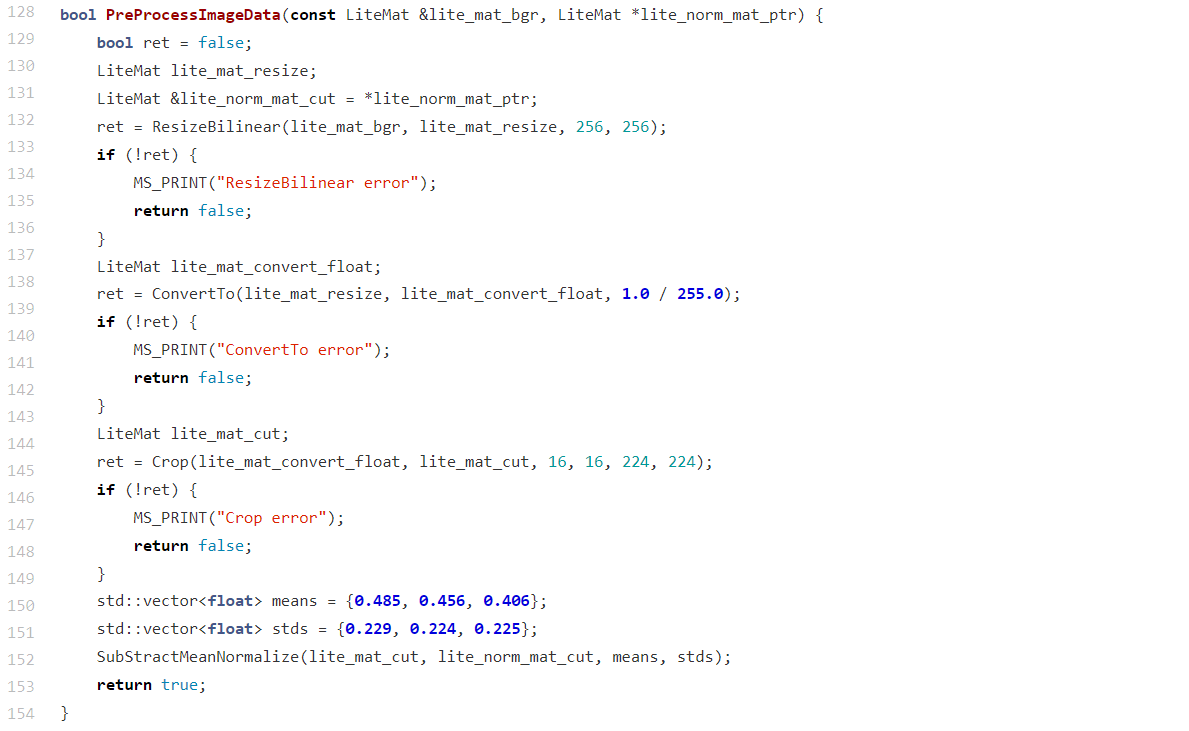 128
129
130
131
132
133
134
135
136
137
138
139
140
141
142
143
144
145
146
147
148
149
150
151
152
153
154
bool PreProcessImageData(const LiteMat &lite_mat_bgr, LiteMat *lite_norm_mat_ptr) {
    bool ret = false;
    LiteMat lite_mat_resize;
    LiteMat &lite_norm_mat_cut = *lite_norm_mat_ptr;
    ret = ResizeBilinear(lite_mat_bgr, lite_mat_resize, 256, 256);
    if (!ret) {
        MS_PRINT("ResizeBilinear error");
        return false;
    }
    LiteMat lite_mat_convert_float;
    ret = ConvertTo(lite_mat_resize, lite_mat_convert_float, 1.0 / 255.0);
    if (!ret) {
        MS_PRINT("ConvertTo error");
        return false;
    }
    LiteMat lite_mat_cut;
    ret = Crop(lite_mat_convert_float, lite_mat_cut, 16, 16, 224, 224);
    if (!ret) {
        MS_PRINT("Crop error");
        return false;
    }
    std::vector<float> means = {0.485, 0.456, 0.406};
    std::vector<float> stds = {0.229, 0.224, 0.225};
    SubStractMeanNormalize(lite_mat_cut, lite_norm_mat_cut, means, stds);
    return true;
}